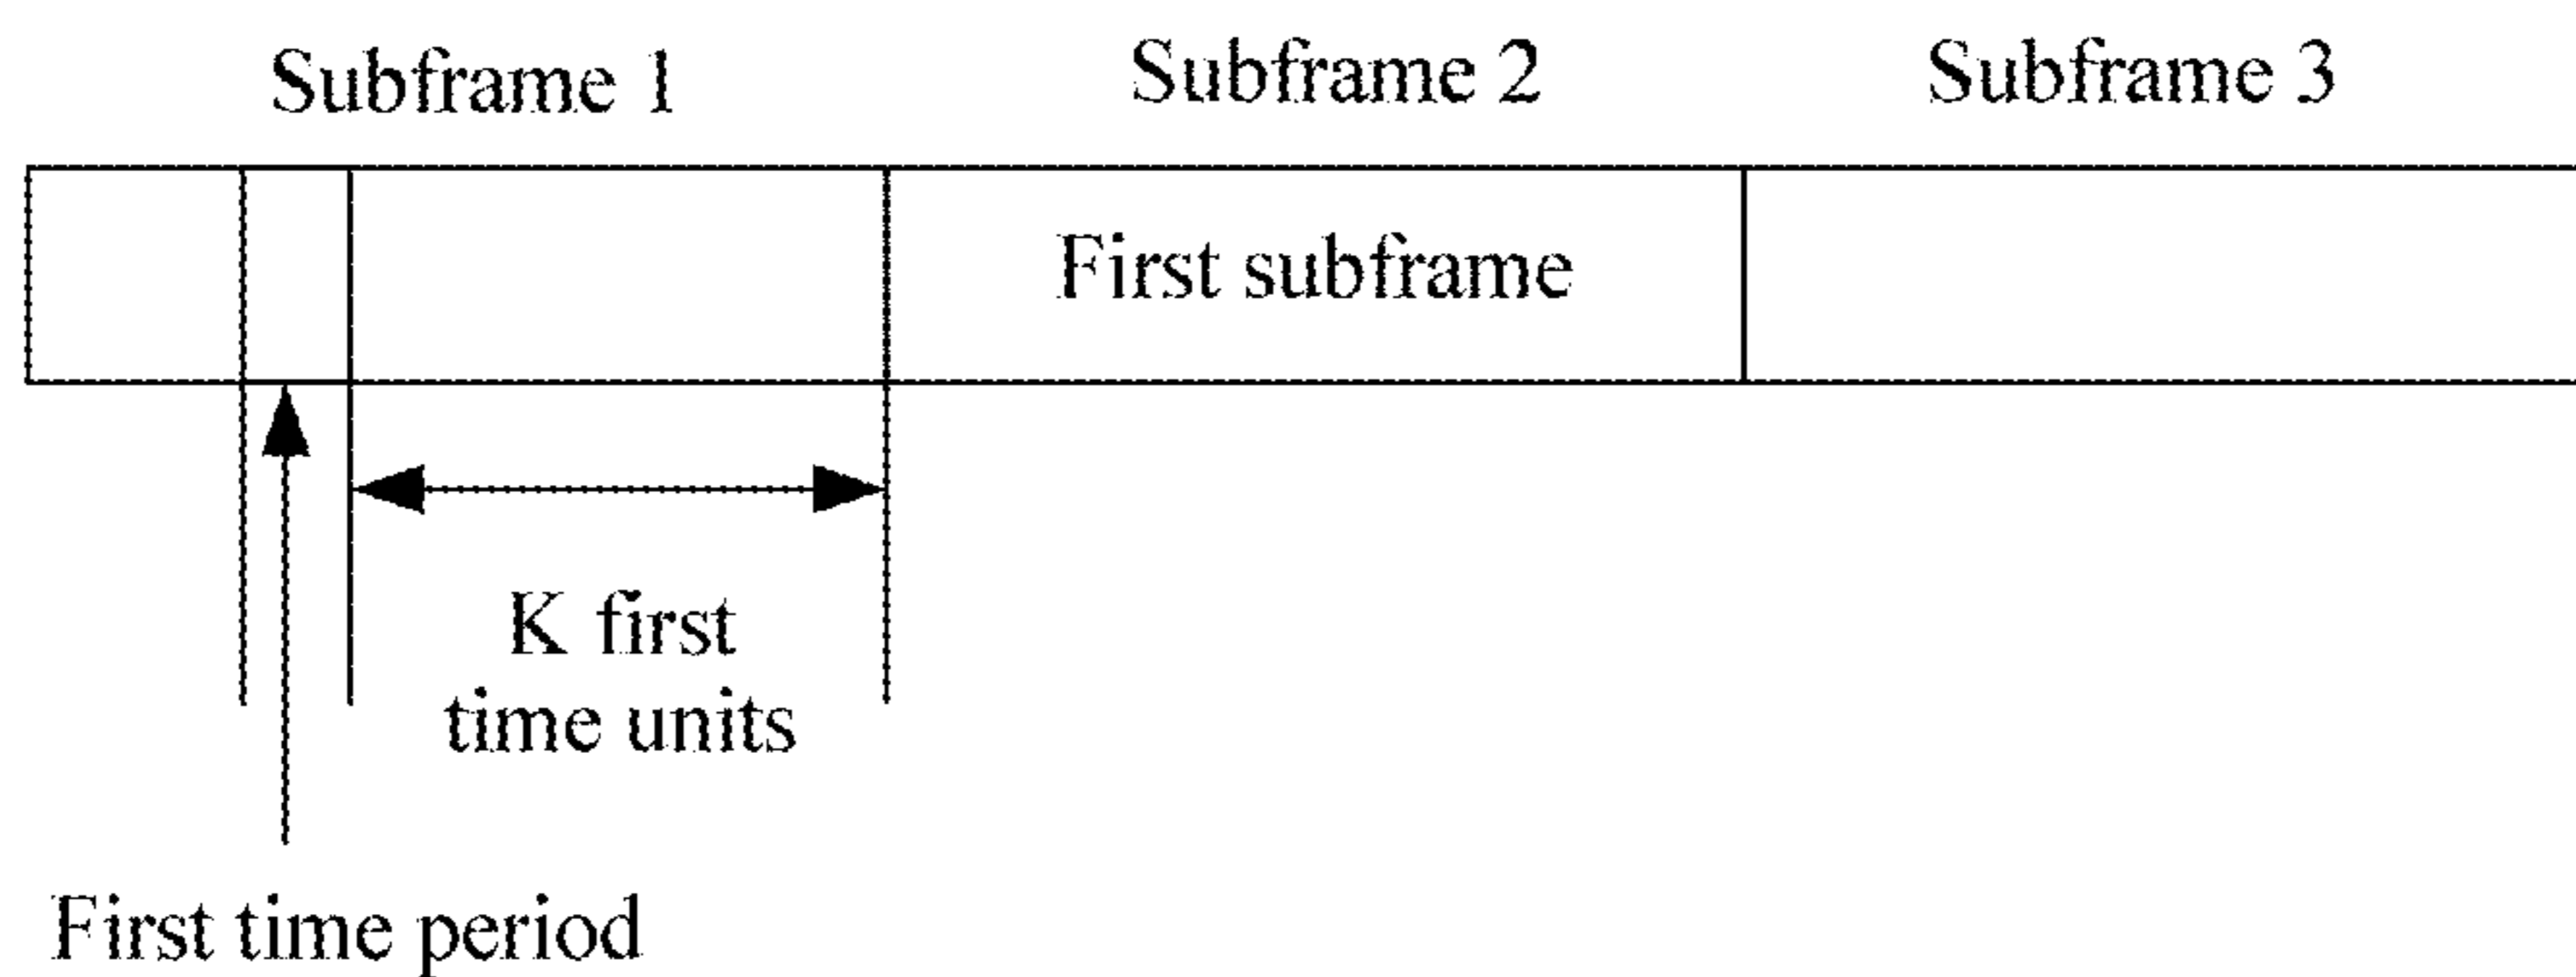 Subframe 1
Subframe 2
Subframe 3
First subframe
K first
time units
First time period